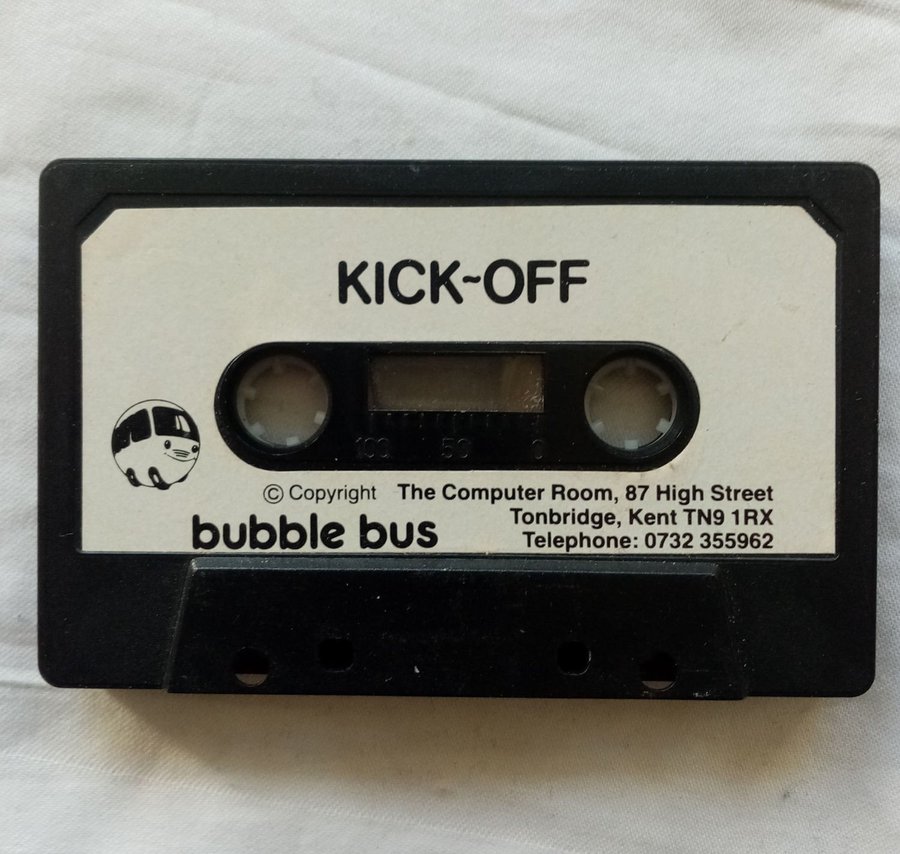 KICK~OFF
100 50 0
© Copyright The Computer Room, 87 High Street
Tonbridge, Kent TN9 1RX
bubble bus
Telephone: 0732 355962